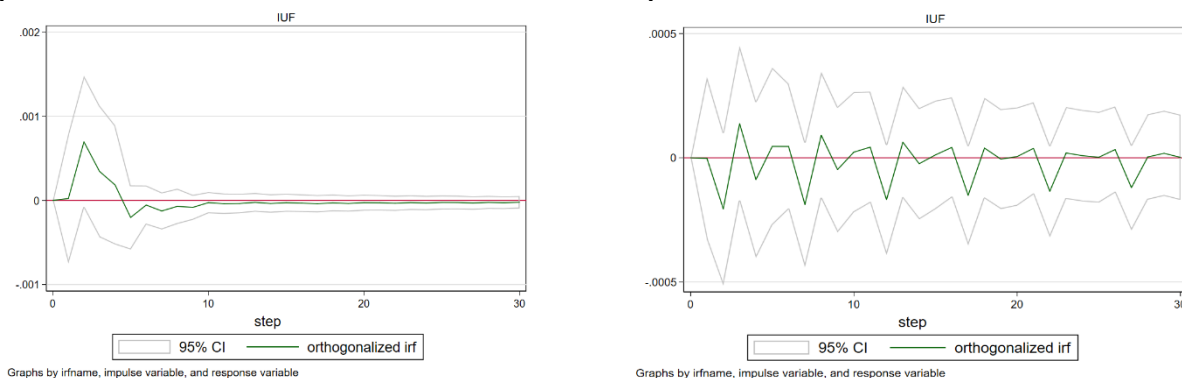 IUF
.002
.001
0
-.001
0
10
20
30
step
95% CI
orthogonalized irf
Graphs by irfname, impulse variable, and response variable
IUF
.0005
0
-.0005
0
10
20
30
step
95% CI
orthogonalized irf
Graphs by irfname, impulse variable, and response variable